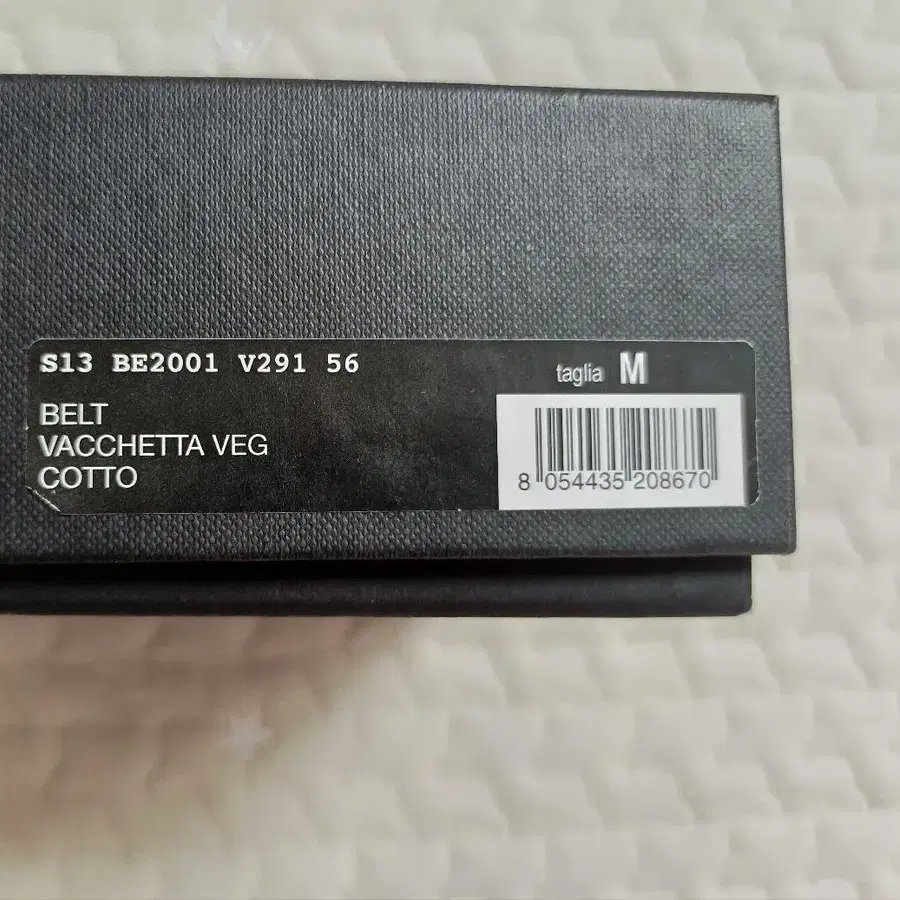 S13 BE2001 V291 56
taglia M
BELT
VACCHETTA VEG
COTTO
8 054435 208670